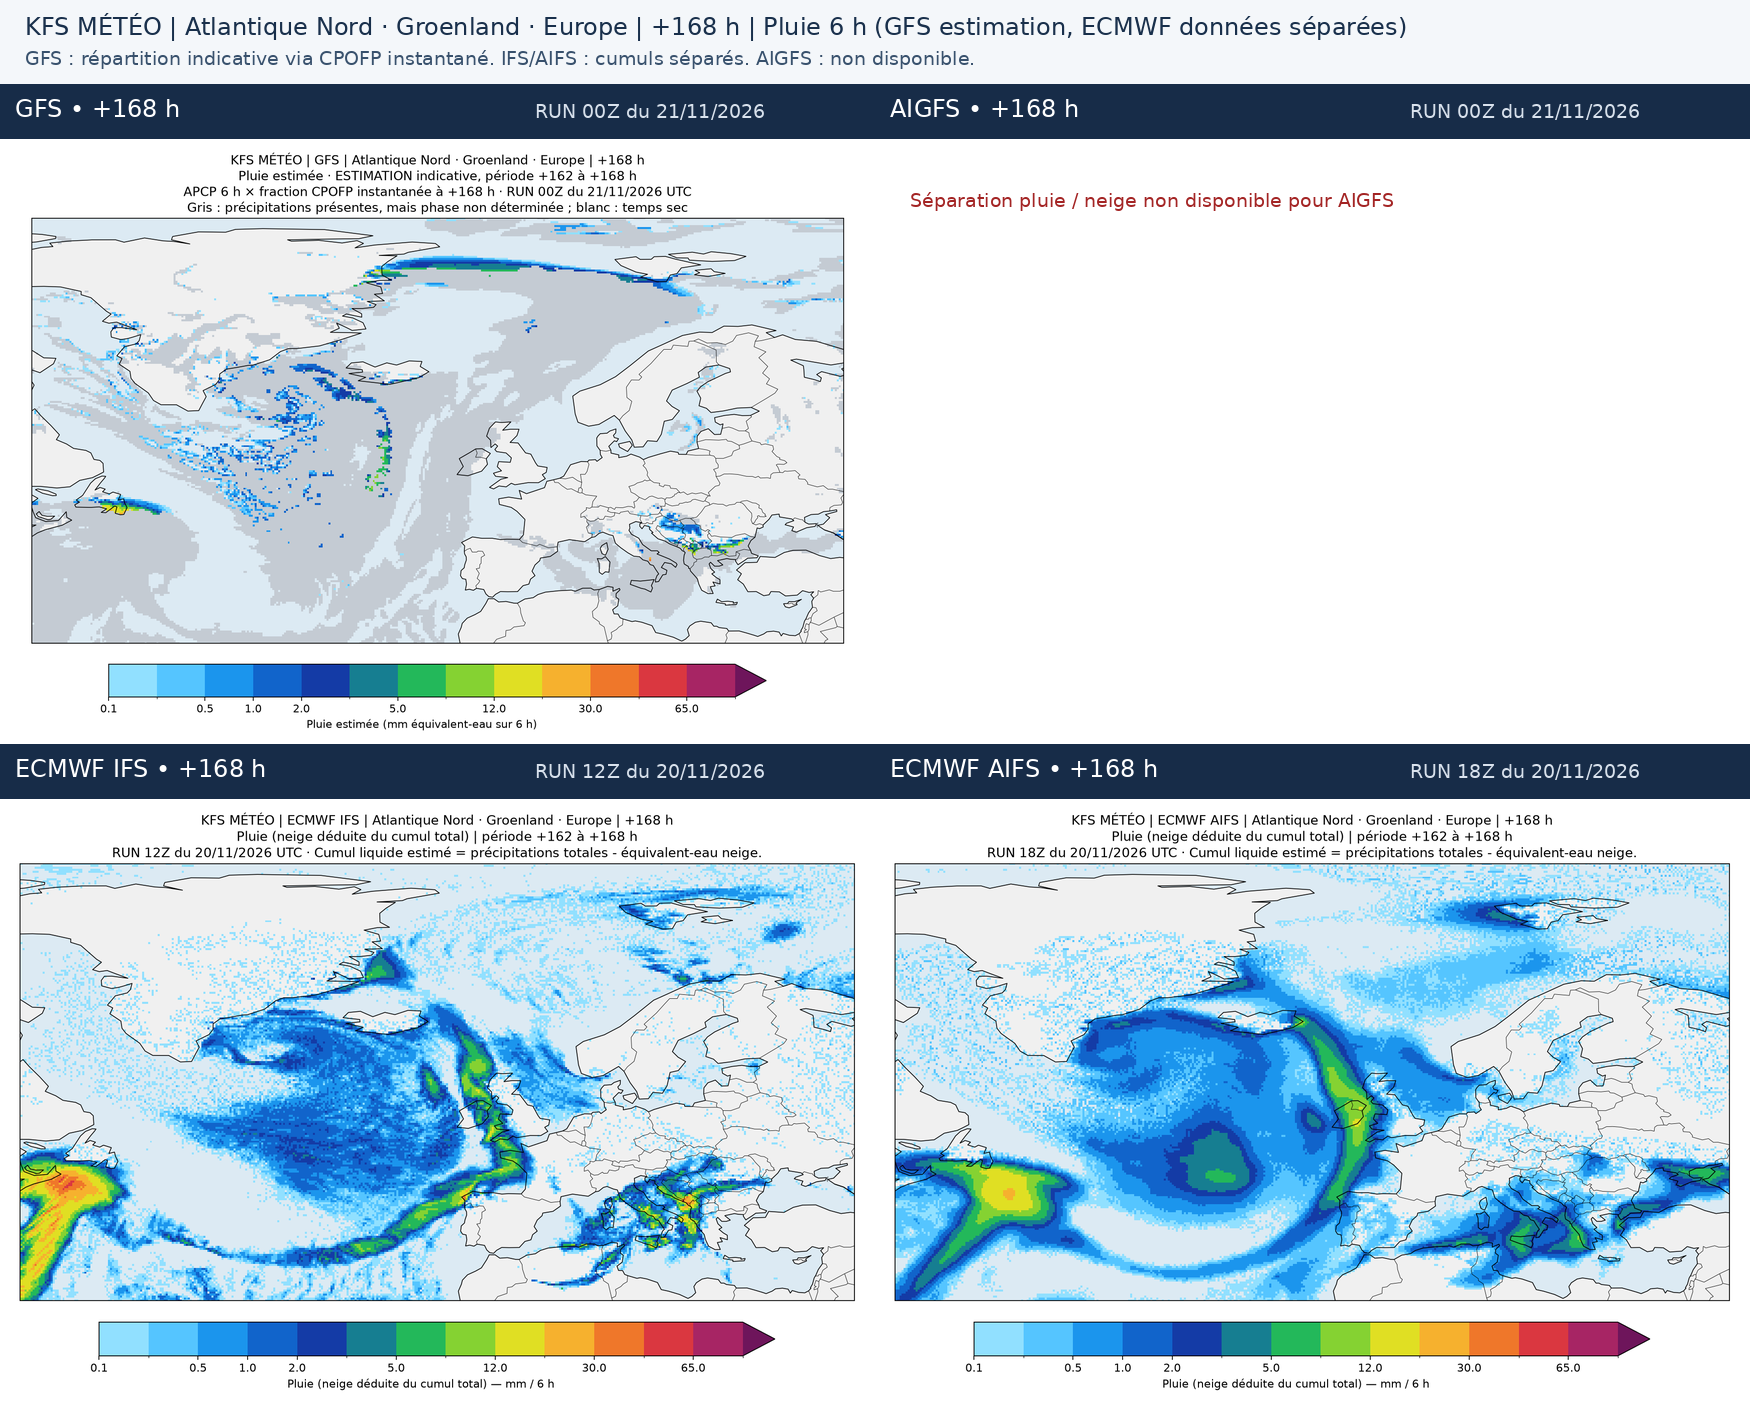 KFS MÉTÉO | Atlantique Nord · Groenland · Europe | +168 h | Pluie 6 h (GFS estimation, ECMWF données séparées)
GFS : répartition indicative via CPOFP instantané. IFS/AIFS : cumuls séparés. AIGFS : non disponible.
GFS • +168 h
RUN 00Z du 21/11/2026
AIGFS • +168 h
RUN 00Z du 21/11/2026
KFS MÉTÉO | GFS | Atlantique Nord · Groenland · Europe | +168 h
Pluie estimée · ESTIMATION indicative, période +162 à +168 h
APCP 6 h × fraction CPOFP instantanée à +168 h · RUN 00Z du 21/11/2026 UTC
Gris : précipitations présentes, mais phase non déterminée ; blanc : temps sec
Séparation pluie / neige non disponible pour AIGFS
0.1 0.5 1.0 2.0 5.0 12.0 30.0 65.0
Pluie estimée (mm équivalent-eau sur 6 h)
ECMWF IFS • +168 h
RUN 12Z du 20/11/2026
ECMWF AIFS • +168 h
RUN 18Z du 20/11/2026
KFS MÉTÉO | ECMWF IFS | Atlantique Nord · Groenland · Europe | +168 h
Pluie (neige déduite du cumul total) | période +162 à +168 h
RUN 12Z du 20/11/2026 UTC · Cumul liquide estimé = précipitations totales - équivalent-eau neige.
KFS MÉTÉO | ECMWF AIFS | Atlantique Nord · Groenland · Europe | +168 h
Pluie (neige déduite du cumul total) | période +162 à +168 h
RUN 18Z du 20/11/2026 UTC · Cumul liquide estimé = précipitations totales - équivalent-eau neige.
0.1 0.5 1.0 2.0 5.0 12.0 30.0 65.0
Pluie (neige déduite du cumul total) — mm / 6 h
0.1 0.5 1.0 2.0 5.0 12.0 30.0 65.0
Pluie (neige déduite du cumul total) — mm / 6 h